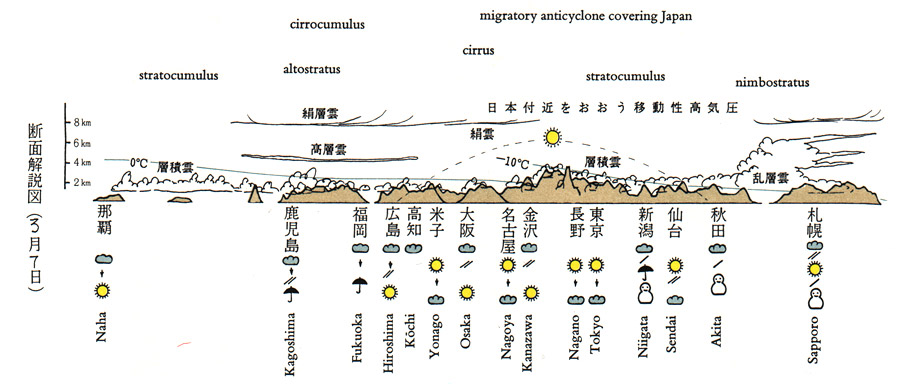 migratory anticyclone covering Japan
cirrocumulus
cirrus
altostratus
stratocumulus
stratocumulus
nimbostratus
日本付近をおおう移動性高気圧
絹層雲
絹雲
高層雲
層積雲
層積雲
乱層雲
8 km
6 km
4 km
2 km
0℃
-10℃
断面解説図(3月7日)
那覇
鹿児島
福岡
広島
高知
米子
大阪
名古屋
金沢
長野
東京
新潟
仙台
秋田
札幌
Naha
Kagoshima
Fukuoka
Hiroshima
Kōchi
Yonago
Osaka
Nagoya
Kanazawa
Nagano
Tokyo
Niigata
Sendai
Akita
Sapporo